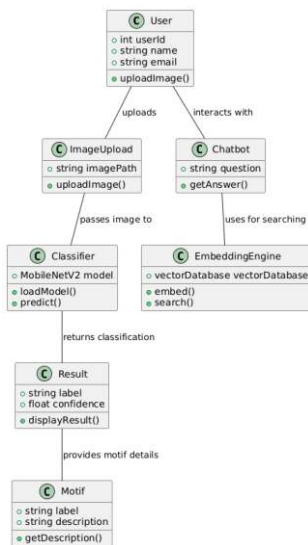 C User
int userId
string name
string email
uploadImage()
uploads
interacts with
C ImageUpload
string imagePath
uploadImage()
C Chatbot
string question
getAnswer()
passes image to
uses for searching
C Classifier
MobileNetV2 model
loadModel()
predict()
C EmbeddingEngine
vectorDatabase vectorDatabase
embed()
search()
returns classification
C Result
string label
float confidence
displayResult()
provides motif details
C Motif
string label
string description
getDescription()